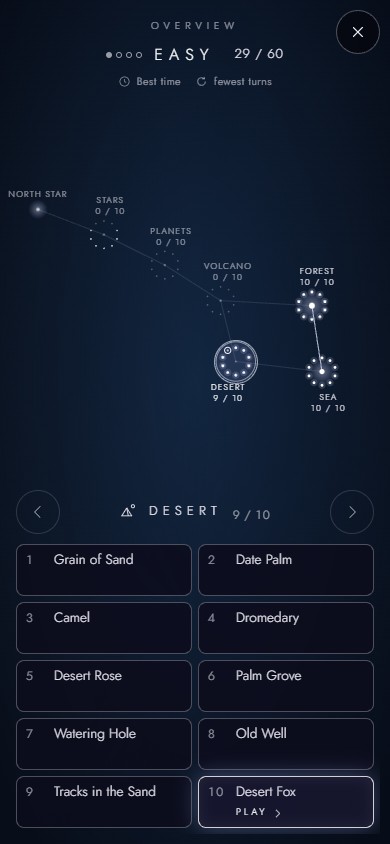 OVERVIEW
EASY 29 / 60
Best time fewest turns
NORTH STAR
STARS
0 / 10
PLANETS
0 / 10
VOLCANO
0 / 10
FOREST
10 / 10
DESERT
9 / 10
SEA
10 / 10
DESERT 9 / 10
1 Grain of Sand
2 Date Palm
3 Camel
4 Dromedary
5 Desert Rose
6 Palm Grove
7 Watering Hole
8 Old Well
9 Tracks in the Sand
10 Desert Fox
PLAY